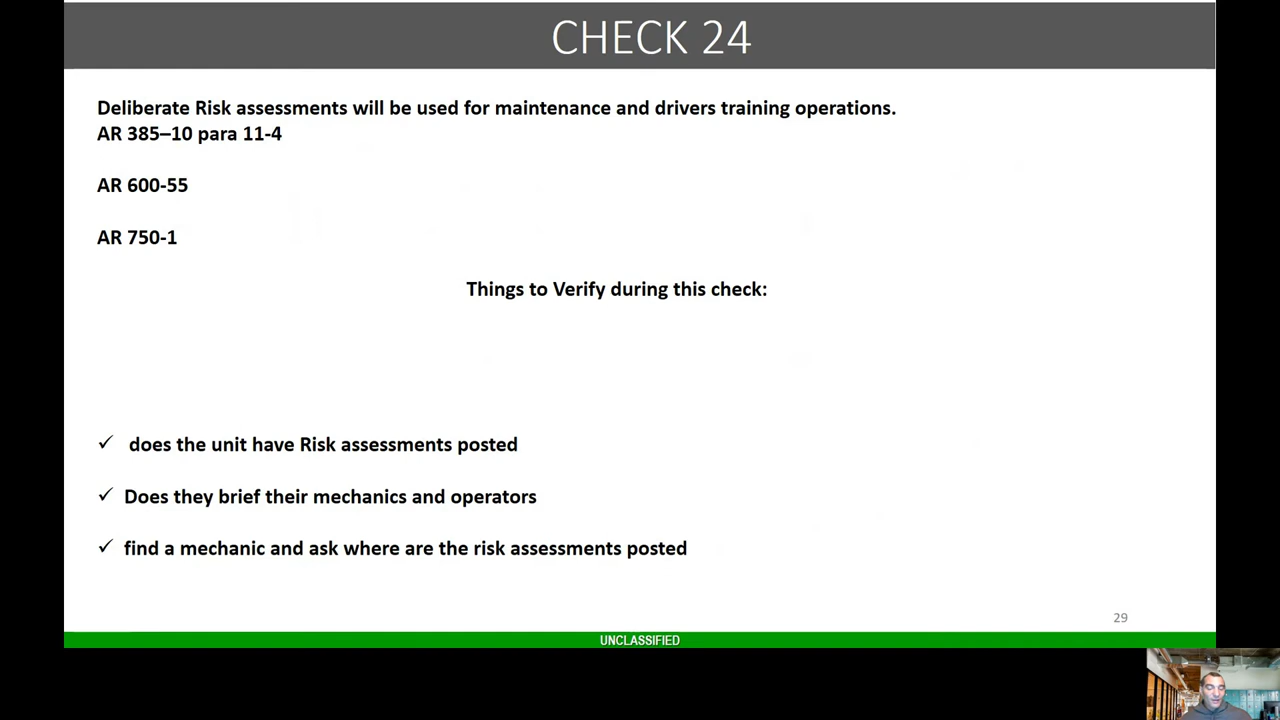 CHECK 24
Deliberate Risk assessments will be used for maintenance and drivers training operations.
AR 385–10 para 11-4
AR 600-55
AR 750-1
Things to Verify during this check:
✓ does the unit have Risk assessments posted
✓ Does they brief their mechanics and operators
✓ find a mechanic and ask where are the risk assessments posted
29
UNCLASSIFIED